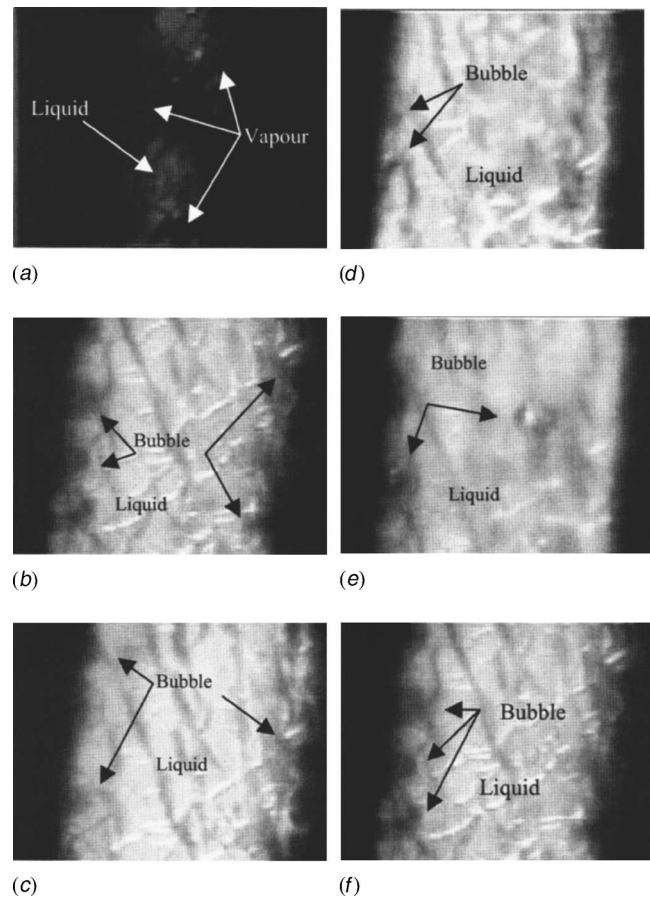 Liquid
Vapour
(a)
Bubble
Liquid
(b)
Bubble
Liquid
(c)
Bubble
Liquid
(d)
Bubble
Liquid
(e)
Bubble
Liquid
(f)